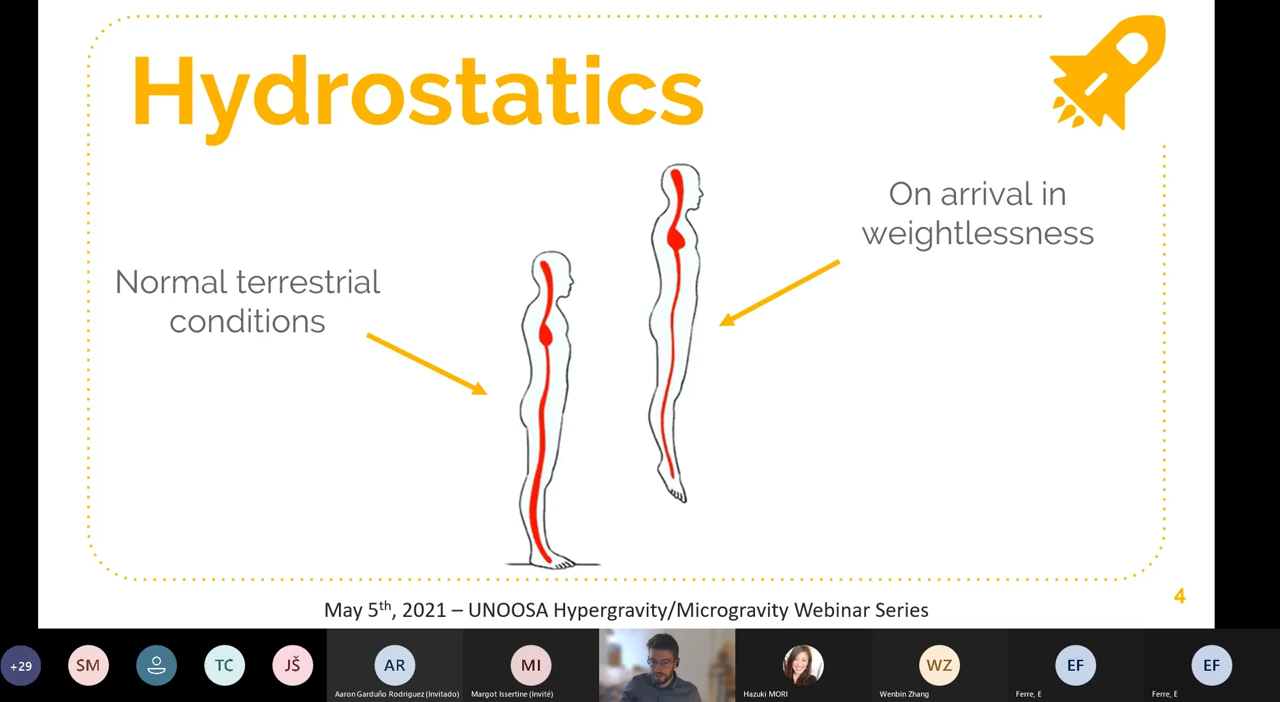 Hydrostatics
On arrival in
weightlessness
Normal terrestrial
conditions
4
May 5th, 2021 – UNOOSA Hypergravity/Microgravity Webinar Series
+29
SM
TC
JŠ
AR
MI
WZ
EF
EF
Aaron Garduño Rodriguez (Invitado)
Margot Issertine (Invité)
Hazuki MORI
Wenbin Zhang
Ferre, E
Ferre, E